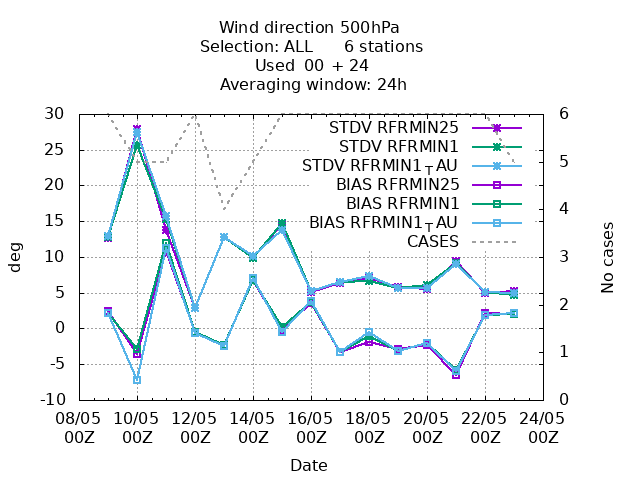 Wind direction 500hPa
Selection: ALL 6 stations
Used 00 + 24
Averaging window: 24h
30
25
20
15
10
5
0
-5
-10
deg
6
5
4
3
2
1
0
No cases
STDV RFRMIN25
STDV RFRMIN1
STDV RFRMIN1TAU
BIAS RFRMIN25
BIAS RFRMIN1
BIAS RFRMIN1TAU
CASES
08/05 10/05 12/05 14/05 16/05 18/05 20/05 22/05 24/05
00Z 00Z 00Z 00Z 00Z 00Z 00Z 00Z 00Z
Date